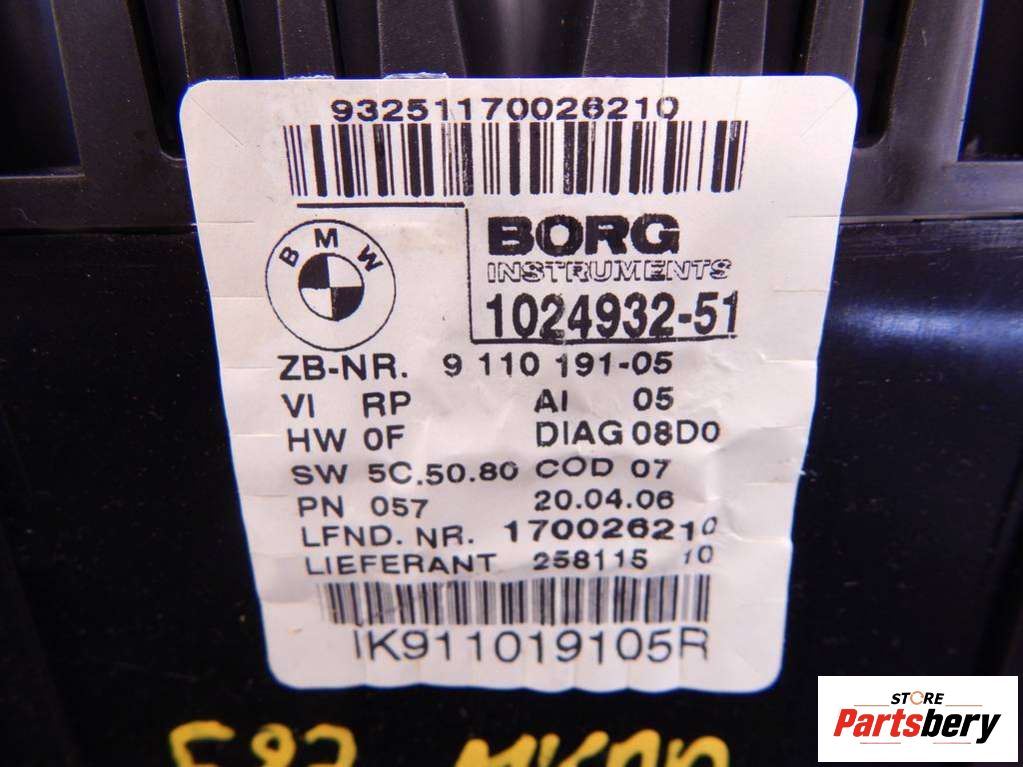 93251170026210
BMW
BORG
INSTRUMENTS
1024932-51
ZB-NR. 9 110 191-05
VI RP AI 05
HW 0F DIAG 08D0
SW 5C.50.80 COD 07
PN 057 20.04.06
LFND. NR. 170026210
LIEFERANT 258115 10
IK911019105R
STORE
Partsbery